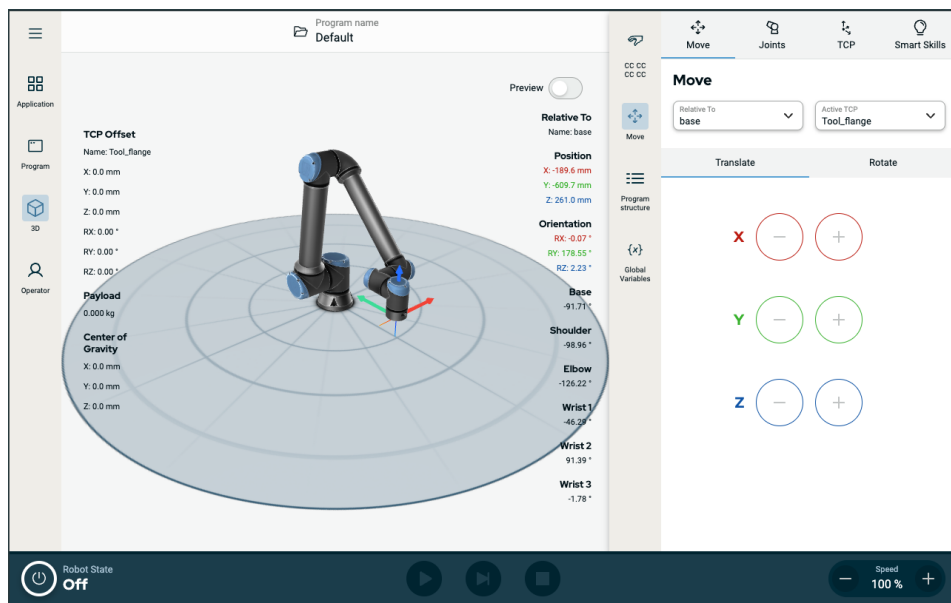 Program name
Default
Application
Program
3D
Operator
Preview
TCP Offset
Name: Tool_flange
X: 0.0 mm
Y: 0.0 mm
Z: 0.0 mm
RX: 0.00 °
RY: 0.00 °
RZ: 0.00 °
Payload
0.000 kg
Center of
Gravity
X: 0.0 mm
Y: 0.0 mm
Z: 0.0 mm
Relative To
Name: base
Position
X: -189.6 mm
Y: -609.7 mm
Z: 261.0 mm
Orientation
RX: -0.07 °
RY: 178.55 °
RZ: 2.23 °
Base
-91.71 °
Shoulder
-98.96 °
Elbow
-126.22 °
Wrist 1
-46.29 °
Wrist 2
91.39 °
Wrist 3
-1.78 °
CC CC
CC CC
Move
Program
structure
{x}
Global
Variables
Move
Joints
TCP
Smart Skills
Move
Relative To
base
Active TCP
Tool_flange
Translate
Rotate
X − +
Y − +
Z − +
Robot State
Off
Speed
− 100 % +